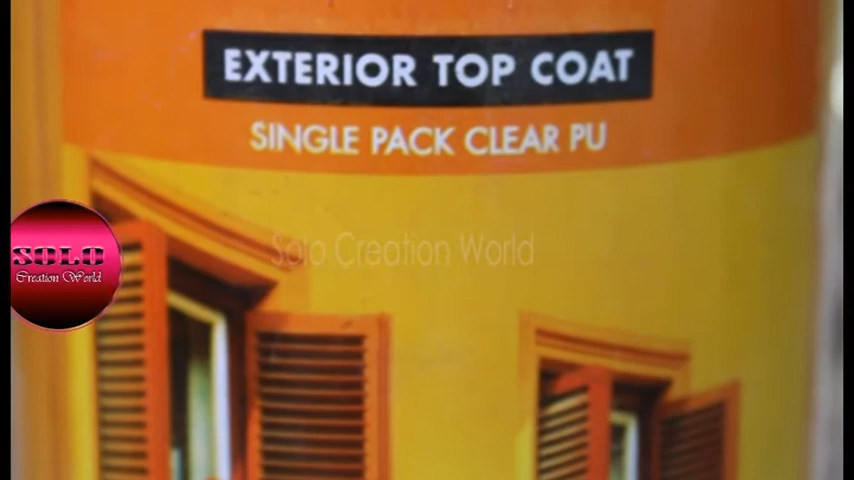 EXTERIOR TOP COAT
SINGLE PACK CLEAR PU
Solo Creation World
SOLO
Creation World